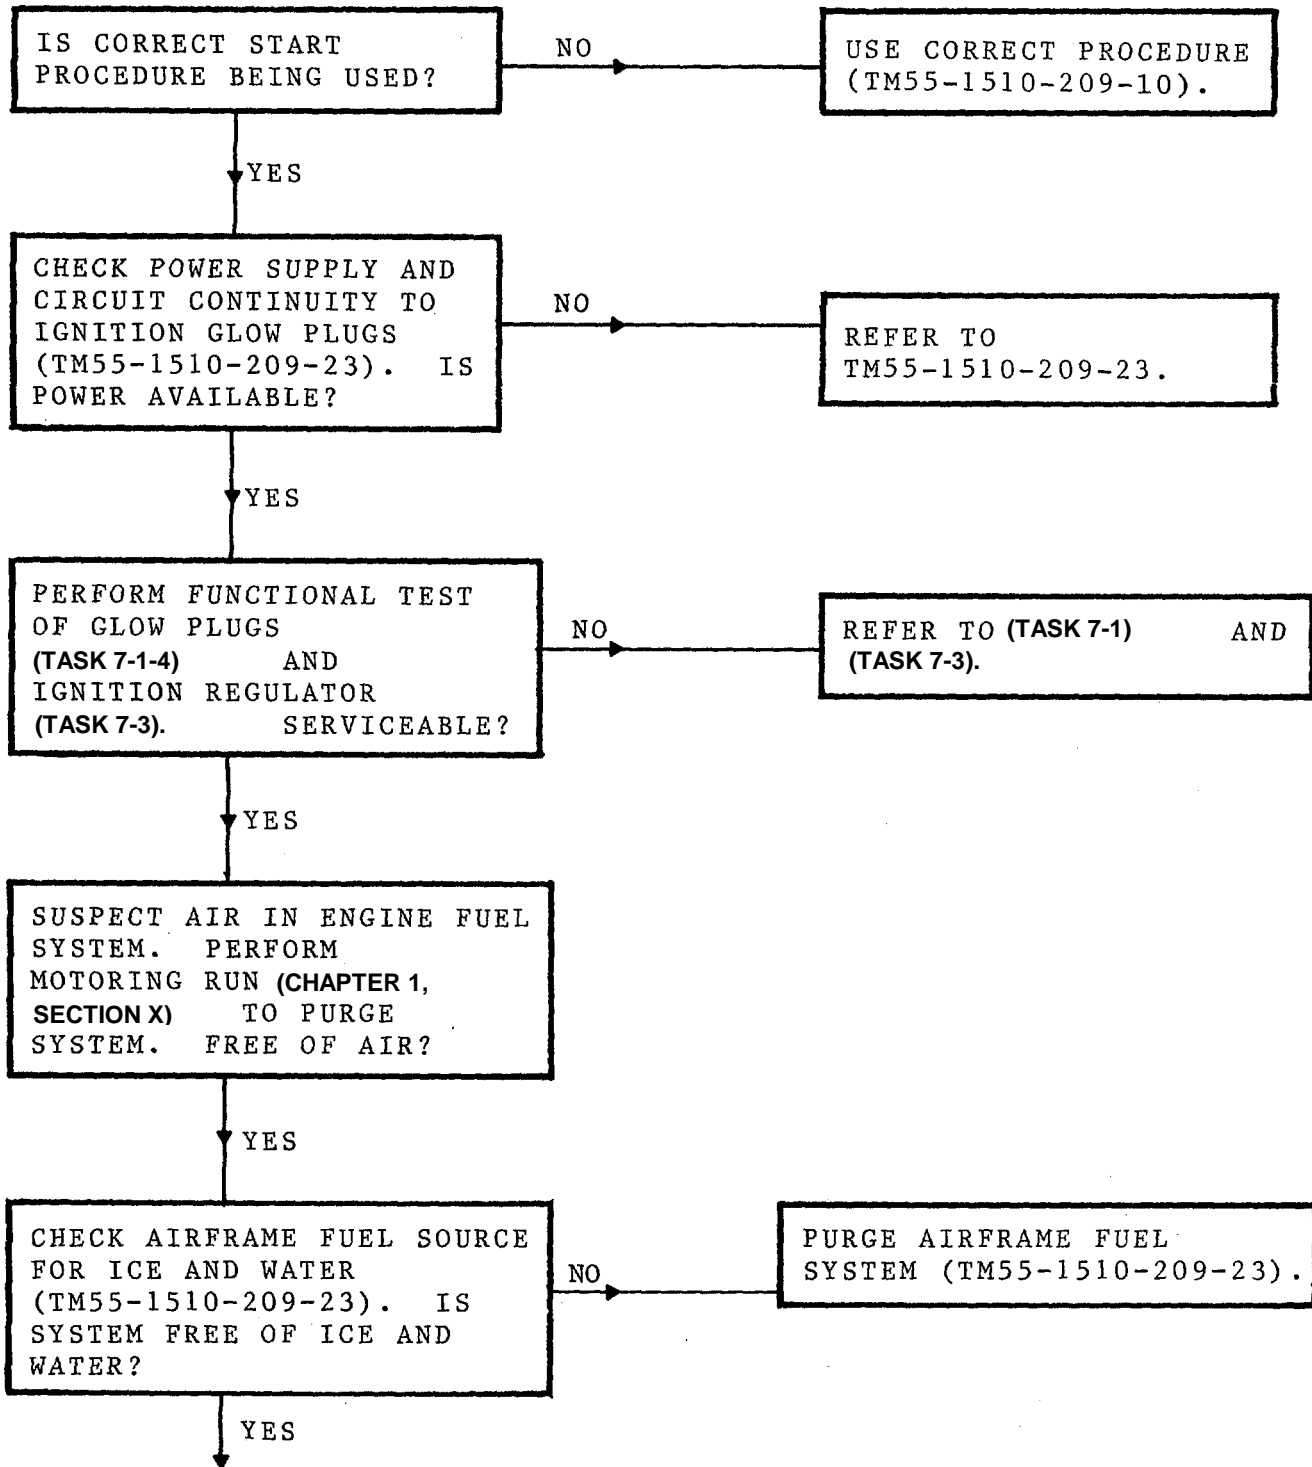 IS CORRECT START
PROCEDURE BEING USED?
NO
USE CORRECT PROCEDURE
(TM55-1510-209-10).
YES
CHECK POWER SUPPLY AND
CIRCUIT CONTINUITY TO
IGNITION GLOW PLUGS
(TM55-1510-209-23). IS
POWER AVAILABLE?
NO
REFER TO
TM55-1510-209-23.
YES
PERFORM FUNCTIONAL TEST
OF GLOW PLUGS
(TASK 7-1-4) AND
IGNITION REGULATOR
(TASK 7-3). SERVICEABLE?
NO
REFER TO (TASK 7-1) AND
(TASK 7-3).
YES
SUSPECT AIR IN ENGINE FUEL
SYSTEM. PERFORM
MOTORING RUN (CHAPTER 1,
SECTION X) TO PURGE
SYSTEM. FREE OF AIR?
YES
CHECK AIRFRAME FUEL SOURCE
FOR ICE AND WATER
(TM55-1510-209-23). IS
SYSTEM FREE OF ICE AND
WATER?
NO
PURGE AIRFRAME FUEL
SYSTEM (TM55-1510-209-23).
YES